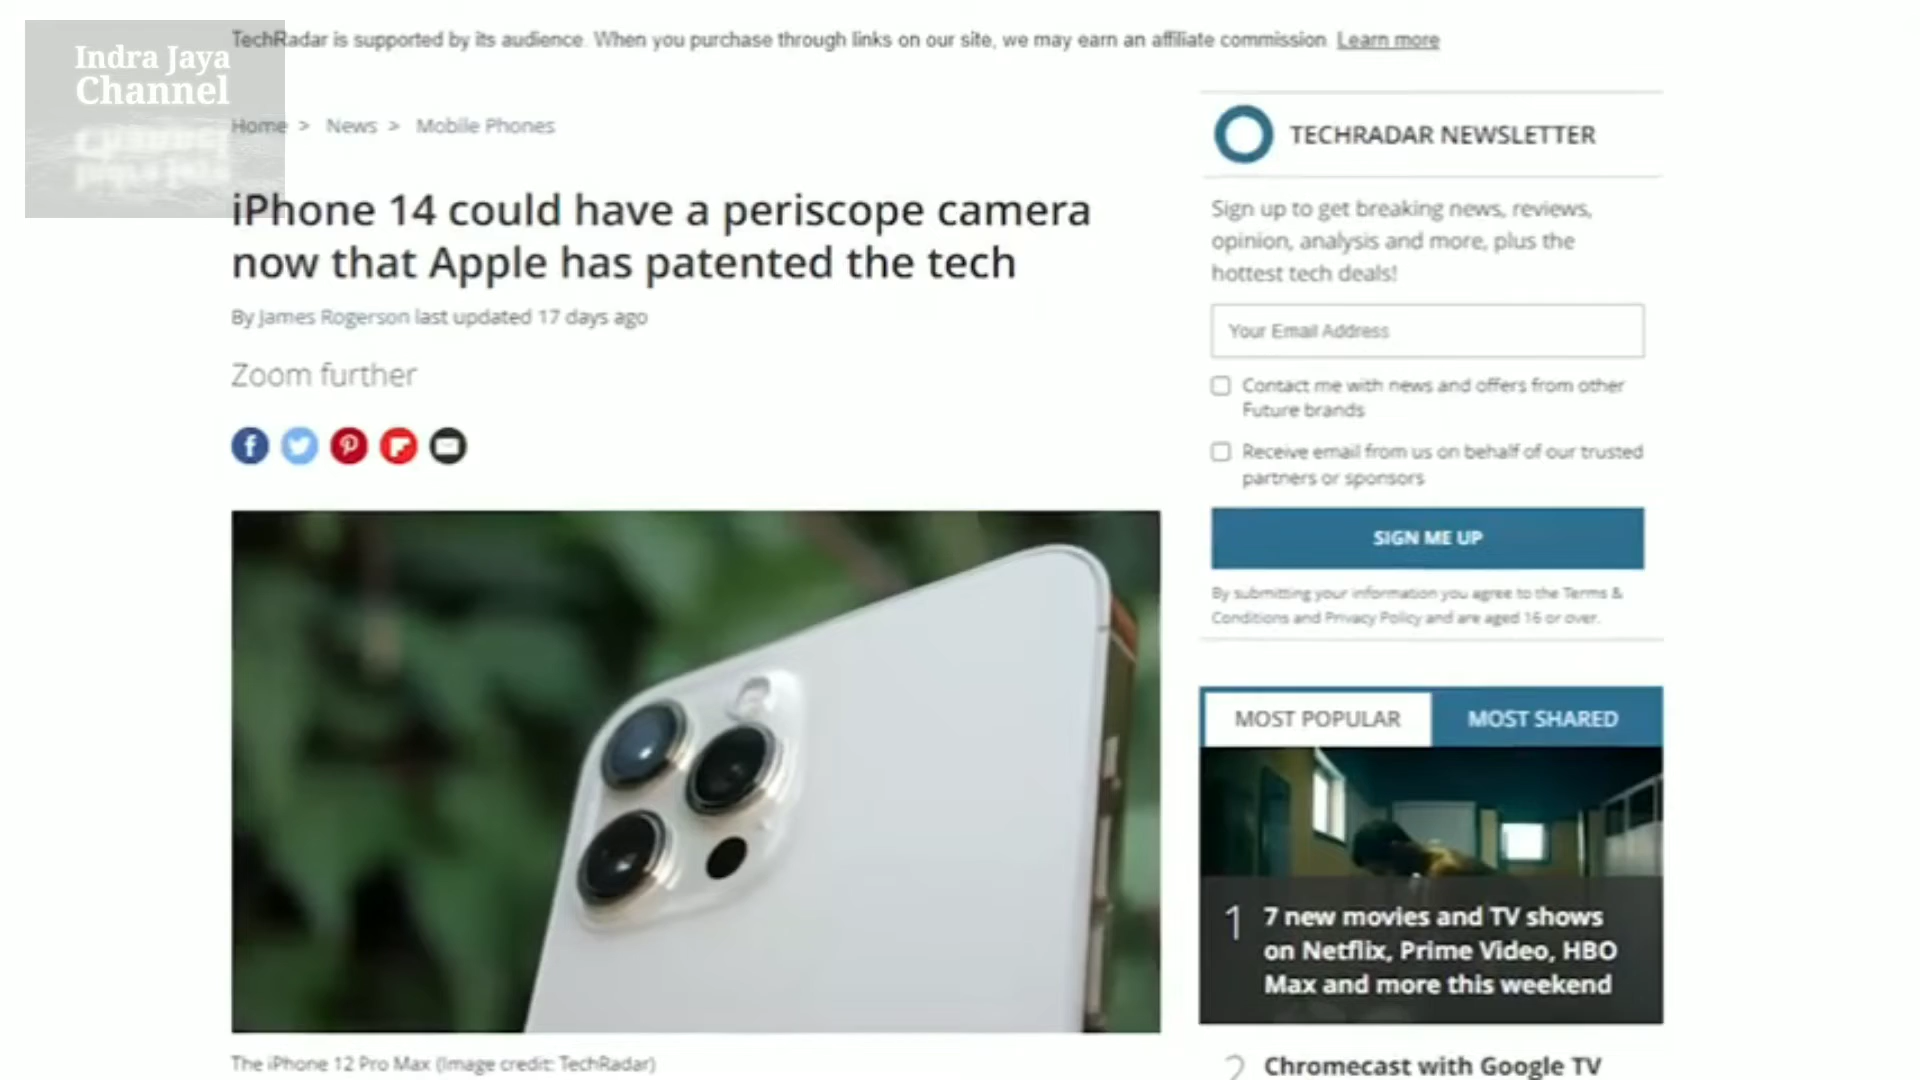 Indra Jaya
Channel
TechRadar is supported by its audience. When you purchase through links on our site, we may earn an affiliate commission. Learn more
Home > News > Mobile Phones
iPhone 14 could have a periscope camera
now that Apple has patented the tech
By James Rogerson last updated 17 days ago
Zoom further
The iPhone 12 Pro Max (Image credit: TechRadar)
TECHRADAR NEWSLETTER
Sign up to get breaking news, reviews,
opinion, analysis and more, plus the
hottest tech deals!
Your Email Address
Contact me with news and offers from other
Future brands
Receive email from us on behalf of our trusted
partners or sponsors
SIGN ME UP
By submitting your information you agree to the Terms &
Conditions and Privacy Policy and are aged 16 or over.
MOST POPULAR
MOST SHARED
1 7 new movies and TV shows
on Netflix, Prime Video, HBO
Max and more this weekend
2 Chromecast with Google TV